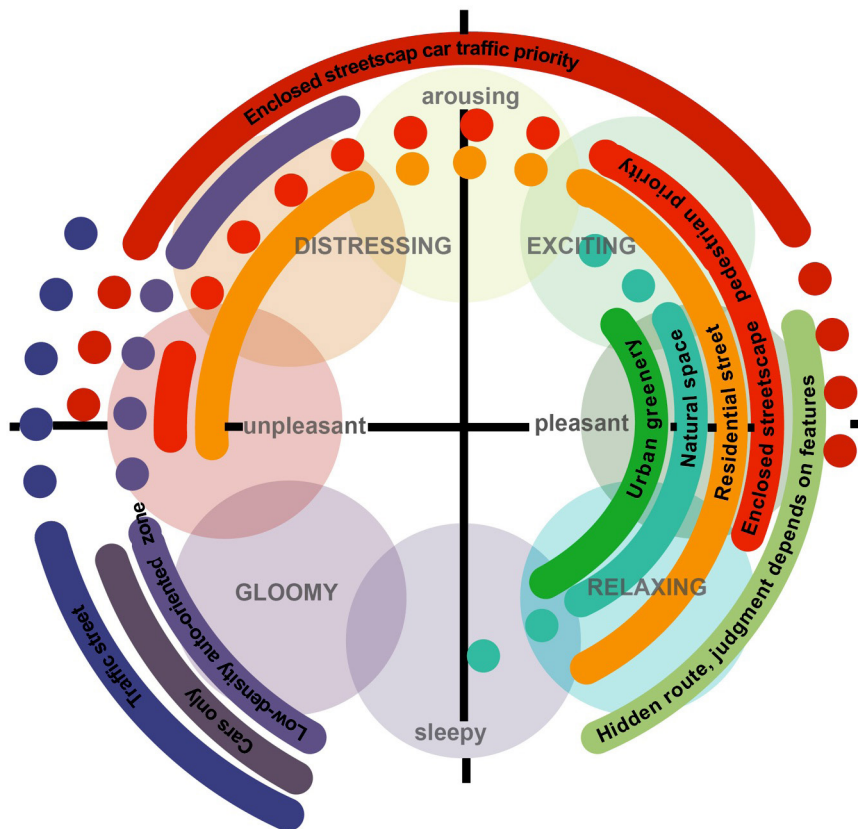 Enclosed streetscap car traffic priority
arousing
DISTRESSING
EXCITING
unpleasant
pleasant
GLOOMY
RELAXING
sleepy
Enclosed streetscape pedestrian priority
Residential street
Natural space
Urban greenery
Hidden route, judgment depends on features
Low-density auto-oriented zone
Cars only
Traffic street